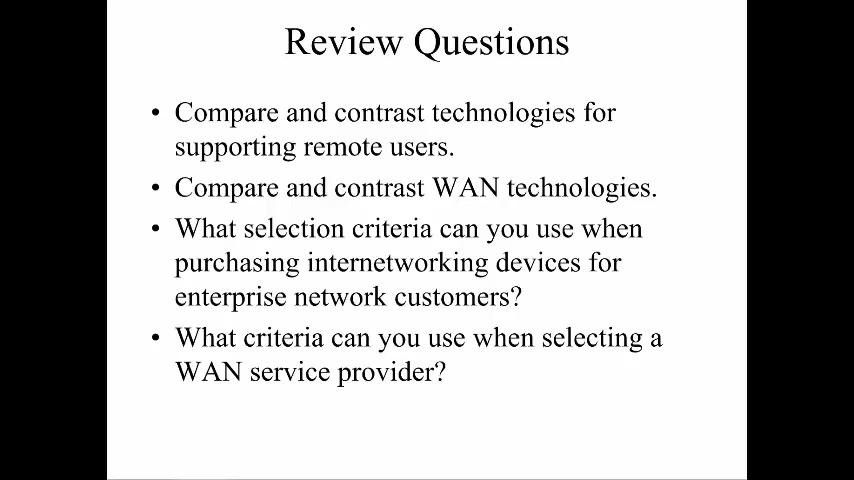 Review Questions
• Compare and contrast technologies for
supporting remote users.
• Compare and contrast WAN technologies.
• What selection criteria can you use when
purchasing internetworking devices for
enterprise network customers?
• What criteria can you use when selecting a
WAN service provider?